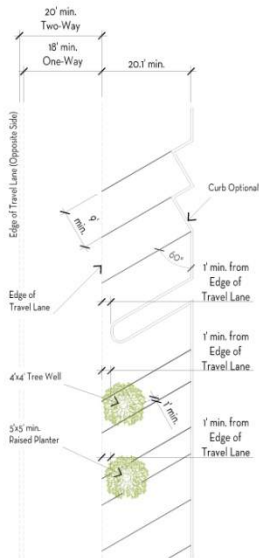 20' min.
Two-Way
18' min.
One-Way
20.1' min.
Edge of Travel Lane (Opposite Side)
Curb Optional
9'
min.
60°
Edge of
Travel Lane
1' min. from
Edge of
Travel Lane
1' min. from
Edge of
Travel Lane
4'x4' Tree Well
1' min.
5'x5' min.
Raised Planter
1' min. from
Edge of
Travel Lane